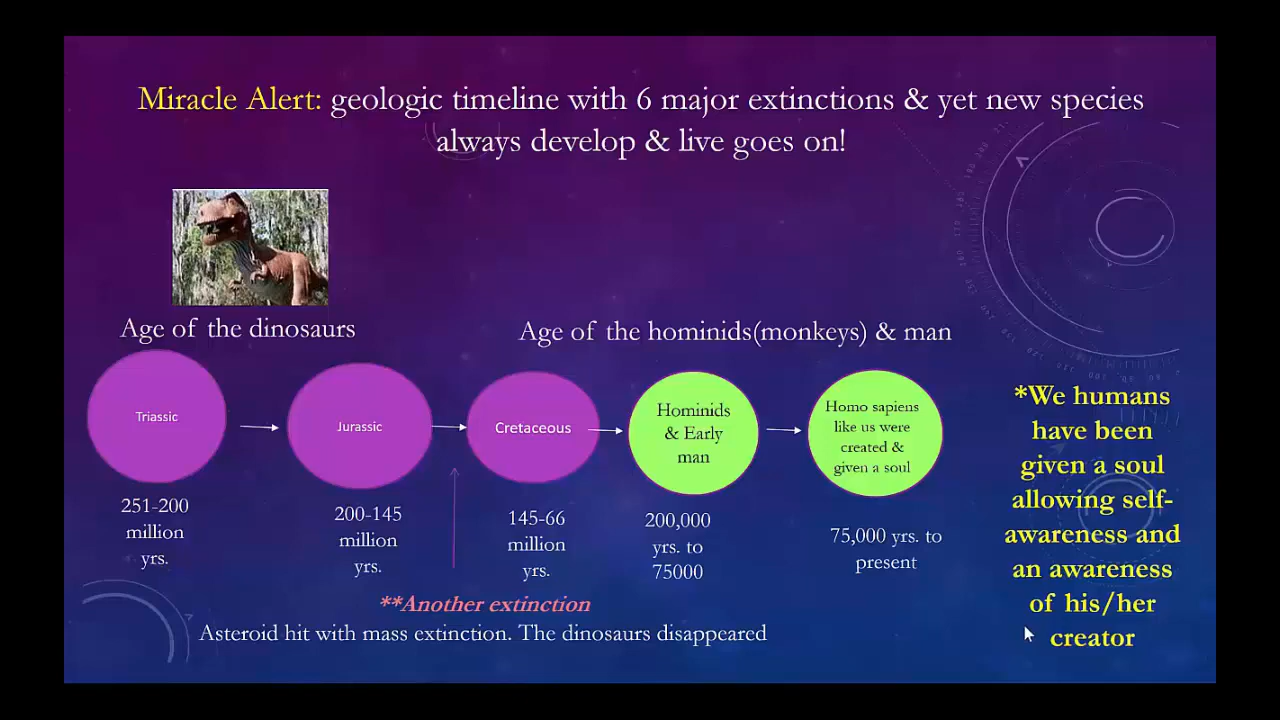 Miracle Alert: geologic timeline with 6 major extinctions & yet new species
always develop & live goes on!
Age of the dinosaurs
Age of the hominids(monkeys) & man
Triassic
Jurassic
Cretaceous
Hominids
& Early
man
Homo sapiens
like us were
created &
given a soul
251-200
million
yrs.
200-145
million
yrs.
145-66
million
yrs.
200,000
yrs. to
75000
75,000 yrs. to
present
*We humans
have been
given a soul
allowing self-
awareness and
an awareness
of his/her
creator
**Another extinction
Asteroid hit with mass extinction. The dinosaurs disappeared